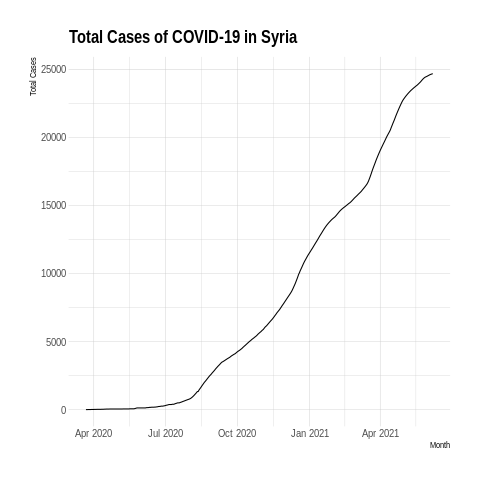 Total Cases of COVID-19 in Syria
Total Cases
25000
20000
15000
10000
5000
0
Apr 2020 Jul 2020 Oct 2020 Jan 2021 Apr 2021
Month